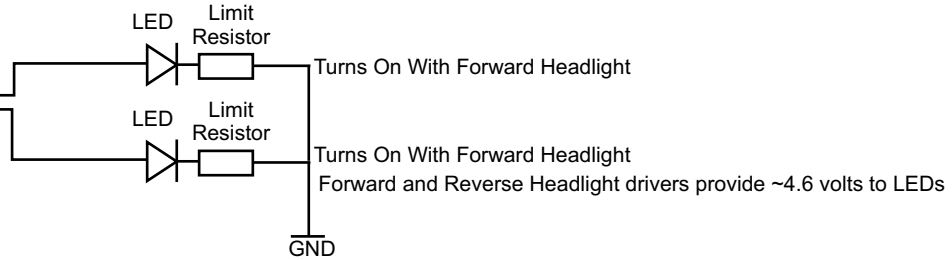 LED
Limit
Resistor
Turns On With Forward Headlight
LED
Limit
Resistor
Turns On With Forward Headlight
Forward and Reverse Headlight drivers provide ~4.6 volts to LEDs
GND